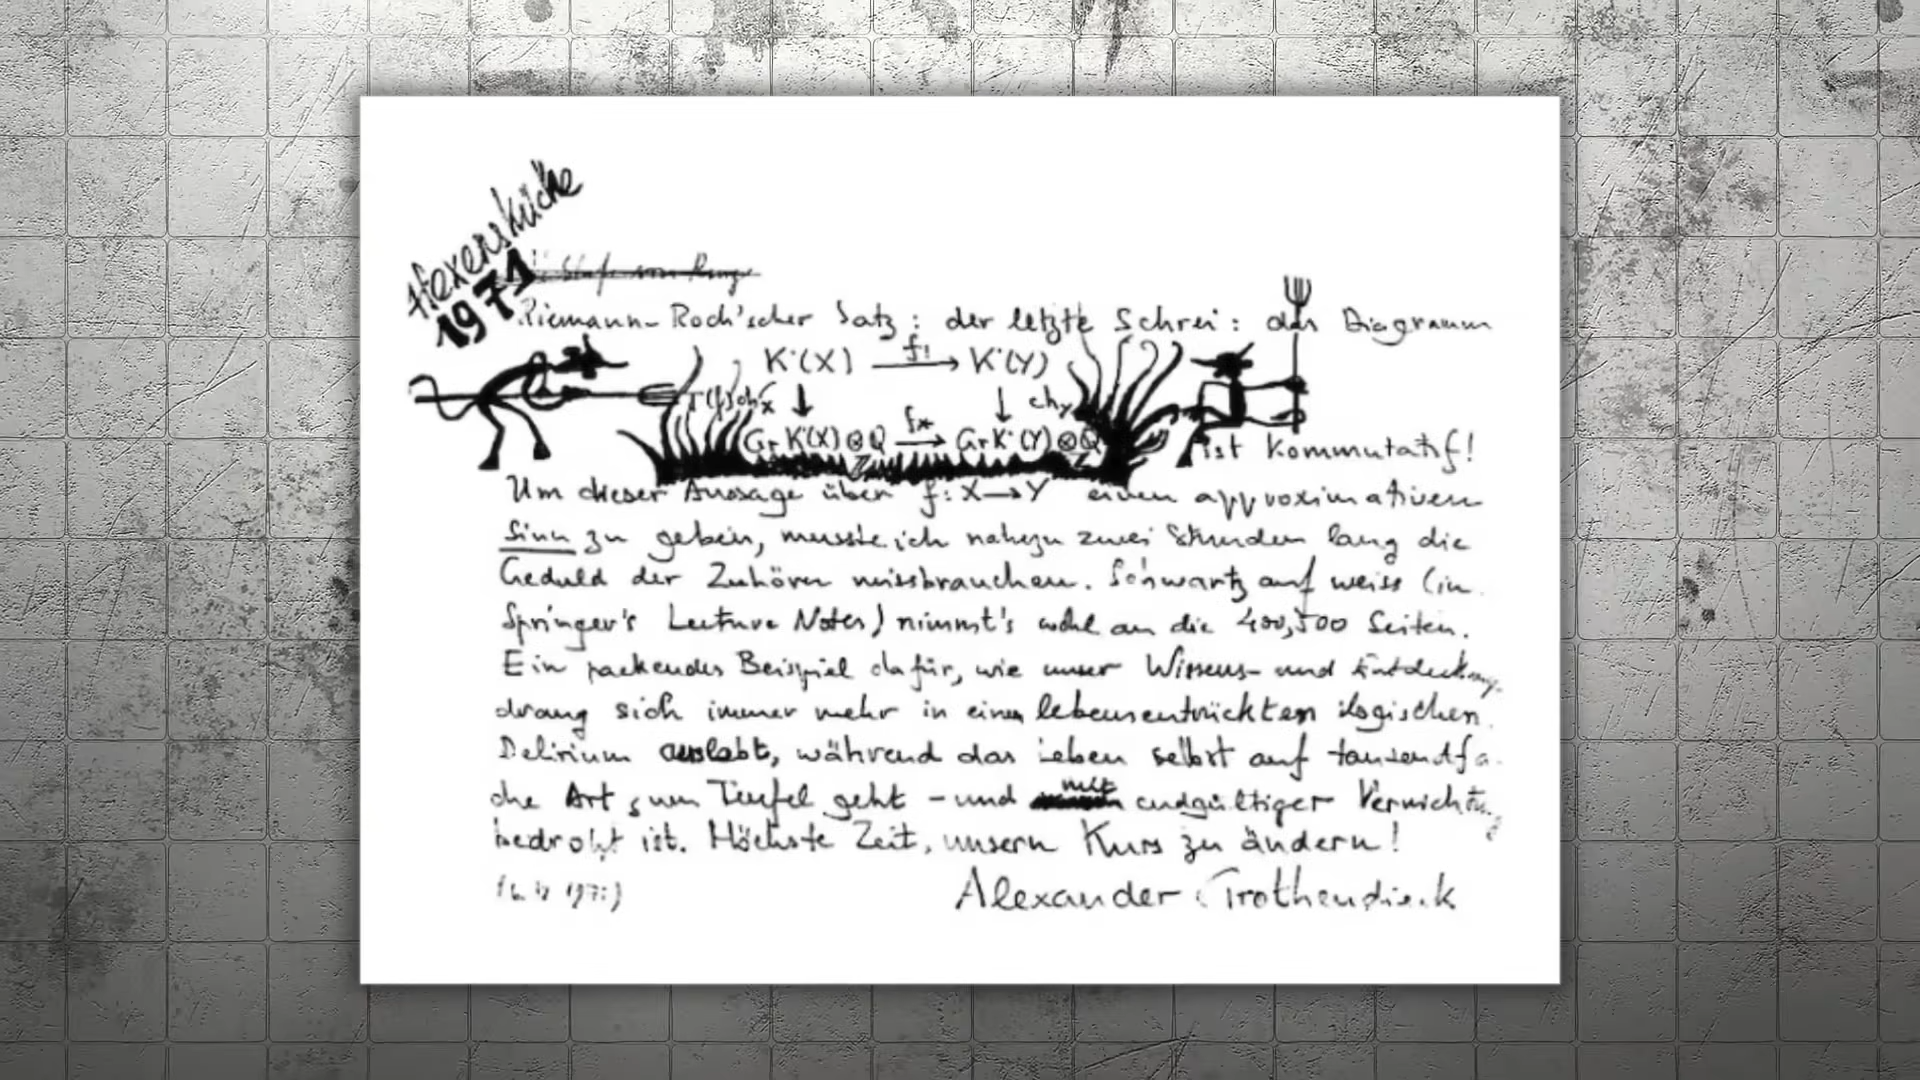 Hexenküche
1971
Riemann-Roch'scher Satz: der letzte Schrei: das Diagramm
K˙(X) f! → K˙(Y)
T(f)chX ↓ ↓ chY
Gr K˙(X) ⊗ Q f* → Gr K˙(Y) ⊗ Q
Z Z
ist kommutatif!
Um dieser Aussage über f: X → Y einen approximativen
Sinn zu geben, musste ich nahezu zwei Stunden lang die
Geduld der Zuhörer missbrauchen. Schwartz auf weiss (in
Springer's Lecture Notes) nimmt's wohl an die 400,500 Seiten.
Ein packendes Beispiel dafür, wie unser Wissens- und Entdeckungs
drang sich immer mehr in einem lebensentrückten logischen
Delirium auslebt, während das Leben selbst auf tausendfa
che Art zum Teufel geht - und mit endgültiger Vernichtung
bedroht ist. Höchste Zeit, unsern Kurs zu ändern!
Alexander Grothendieck